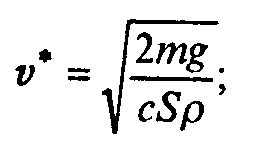 v* = √(2mg / cSρ);